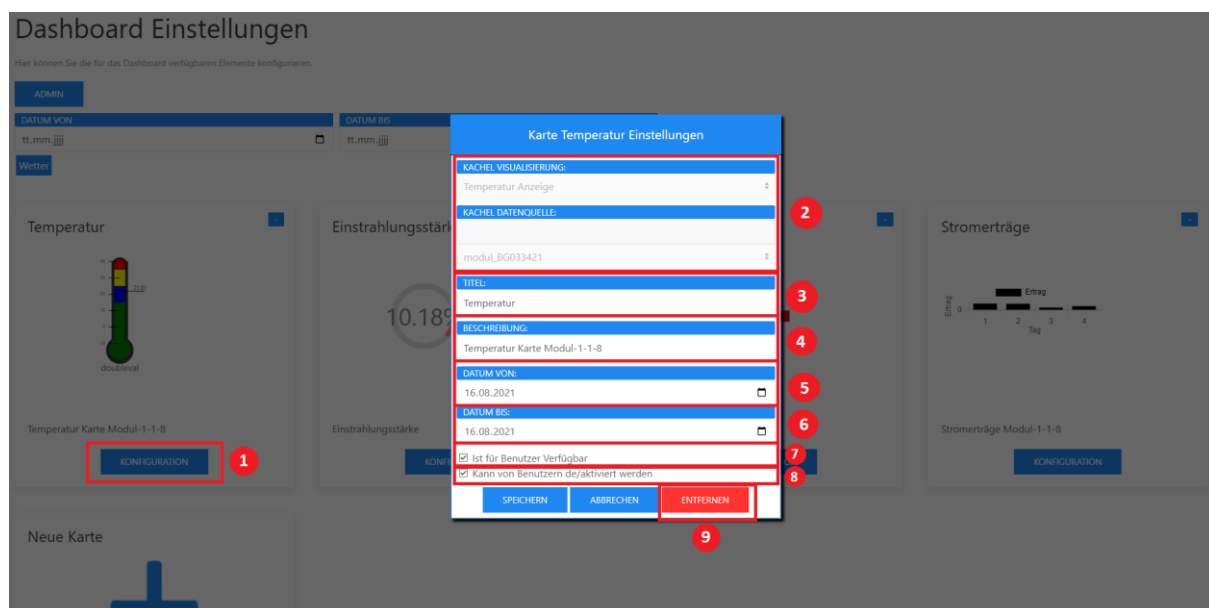 Dashboard Einstellungen
Hier können Sie die für das Dashboard verfügbaren Elemente konfigurieren.
ADMIN
DATUM VON
DATUM BIS
tt.mm.jjjj
tt.mm.jjjj
Wetter
Karte Temperatur Einstellungen
KACHEL VISUALISIERUNG:
Temperatur Anzeige
KACHEL DATENQUELLE:
modul_BG033421
2
TITEL:
Temperatur
3
BESCHREIBUNG:
Temperatur Karte Modul-1-1-8
4
DATUM VON:
16.08.2021
5
DATUM BIS:
16.08.2021
6
Ist für Benutzer Verfügbar
7
Kann von Benutzern de/aktiviert werden
8
SPEICHERN
ABBRECHEN
ENTFERNEN
9
Temperatur
-
doubleval
Temperatur Karte Modul-1-1-8
KONFIGURATION
1
Einstrahlungsstärk
10.18%
Einstrahlungsstärke
KONF
-
Stromerträge
-
Ertrag
Ertrag
0
1 2 3 4
Tag
Stromerträge Modul-1-1-8
KONFIGURATION
Neue Karte